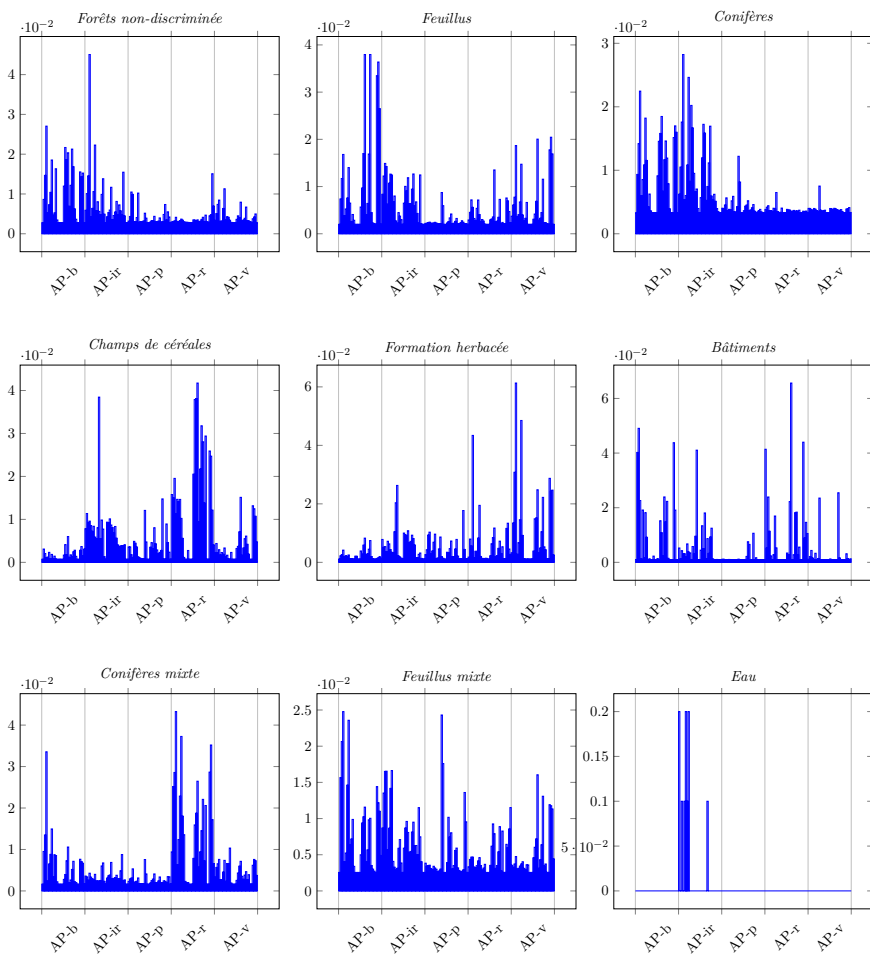 Forêts non-discriminée
·10−2
4
3
2
1
0
AP-b
AP-ir
AP-p
AP-r
AP-v
Feuillus
·10−2
4
3
2
1
0
AP-b
AP-ir
AP-p
AP-r
AP-v
Conifères
·10−2
3
2
1
0
AP-b
AP-ir
AP-p
AP-r
AP-v
Champs de céréales
·10−2
4
3
2
1
0
AP-b
AP-ir
AP-p
AP-r
AP-v
Formation herbacée
·10−2
6
4
2
0
AP-b
AP-ir
AP-p
AP-r
AP-v
Bâtiments
·10−2
6
4
2
0
AP-b
AP-ir
AP-p
AP-r
AP-v
Conifères mixte
·10−2
4
3
2
1
0
AP-b
AP-ir
AP-p
AP-r
AP-v
Feuillus mixte
·10−2
2.5
2
1.5
1
0.5
0
AP-b
AP-ir
AP-p
AP-r
AP-v
Eau
0.2
0.15
0.1
5 · 10−2
0
AP-b
AP-ir
AP-p
AP-r
AP-v